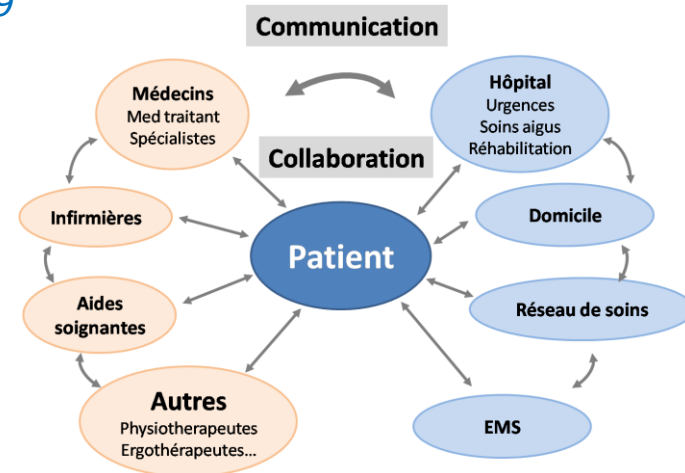 9
Communication
Médecins
Med traitant
Spécialistes
Hôpital
Urgences
Soins aigus
Réhabilitation
Collaboration
Infirmières
Domicile
Patient
Aides
soignantes
Réseau de soins
Autres
Physiotherapeutes
Ergothérapeutes...
EMS